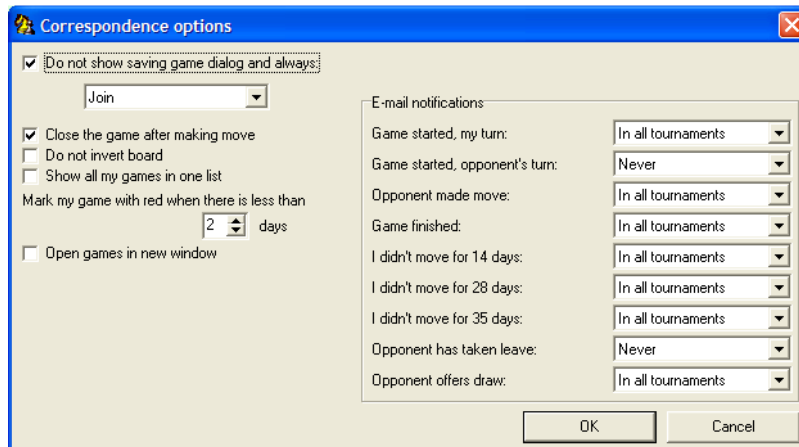 Correspondence options
Do not show saving game dialog and always:
Join
Close the game after making move
Do not invert board
Show all my games in one list
Mark my game with red when there is less than
2 days
Open games in new window
E-mail notifications
Game started, my turn: In all tournaments
Game started, opponent's turn: Never
Opponent made move: In all tournaments
Game finished: In all tournaments
I didn't move for 14 days: In all tournaments
I didn't move for 28 days: In all tournaments
I didn't move for 35 days: In all tournaments
Opponent has taken leave: Never
Opponent offers draw: In all tournaments
OK Cancel